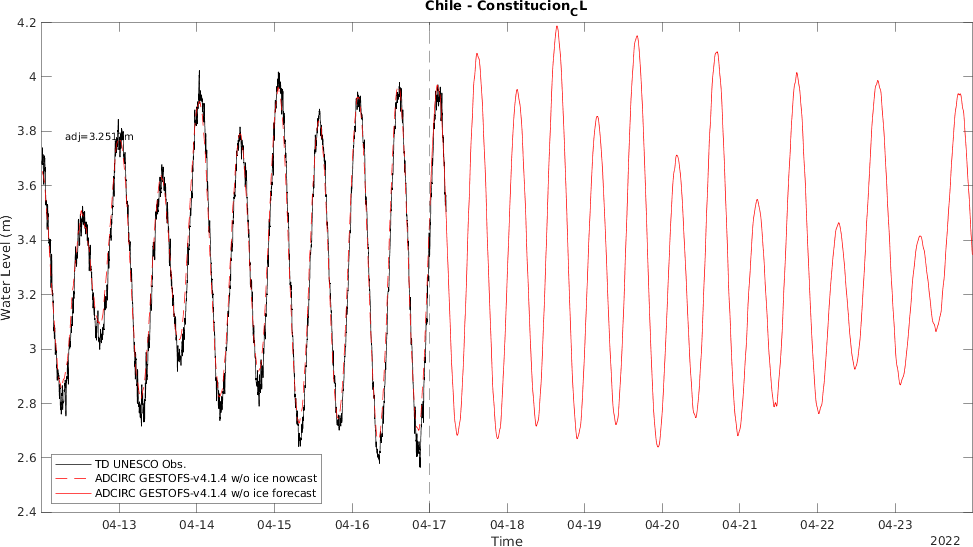 Chile - Constitucion_CL
4.2
4
3.8
3.6
3.4
3.2
3
2.8
2.6
2.4
Water Level (m)
adj=3.2517m
TD UNESCO Obs.
ADCIRC GESTOFS-v4.1.4 w/o ice nowcast
ADCIRC GESTOFS-v4.1.4 w/o ice forecast
04-13 04-14 04-15 04-16 04-17 04-18 04-19 04-20 04-21 04-22 04-23
Time
2022